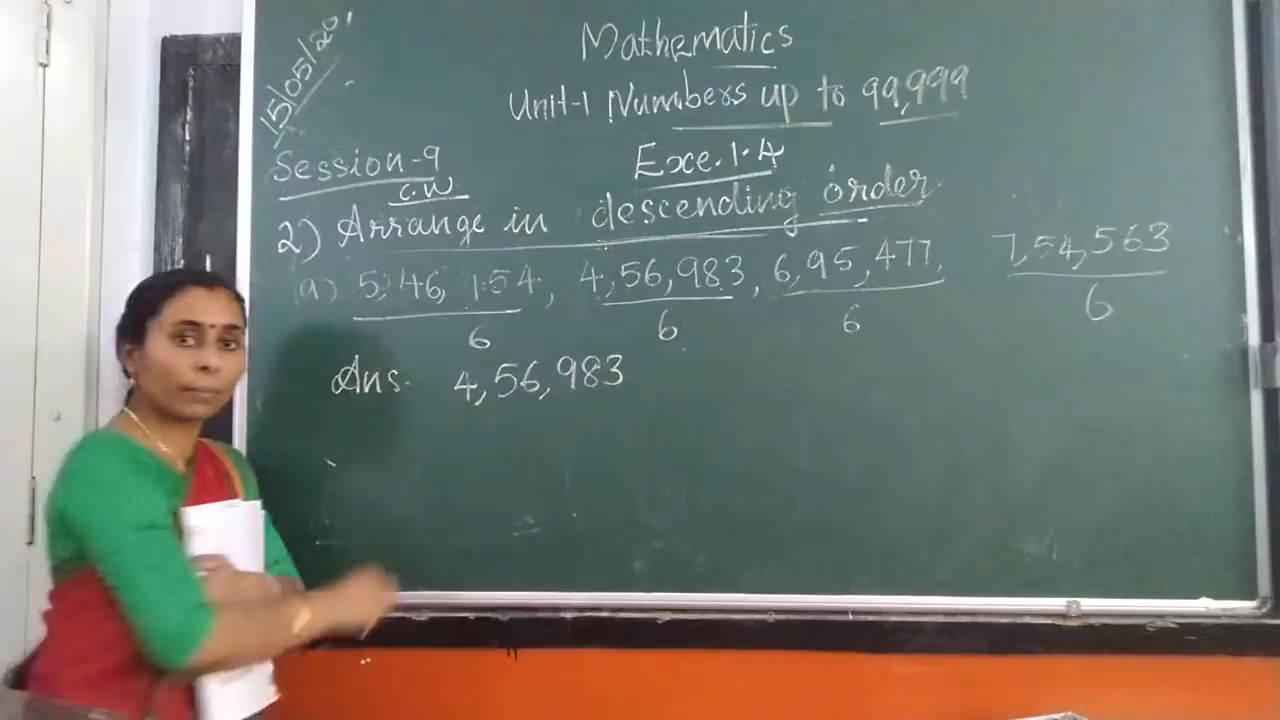 15/05/20
Mathematics
Unit-1 Numbers up to 99,999
Session-9 Exe.1.4
C.W.
2) Arrange in descending order.
(a) 5,46,154, 4,56,983, 6,95,477, 7,54,563
6 6 6 6
Ans. 4,56,983